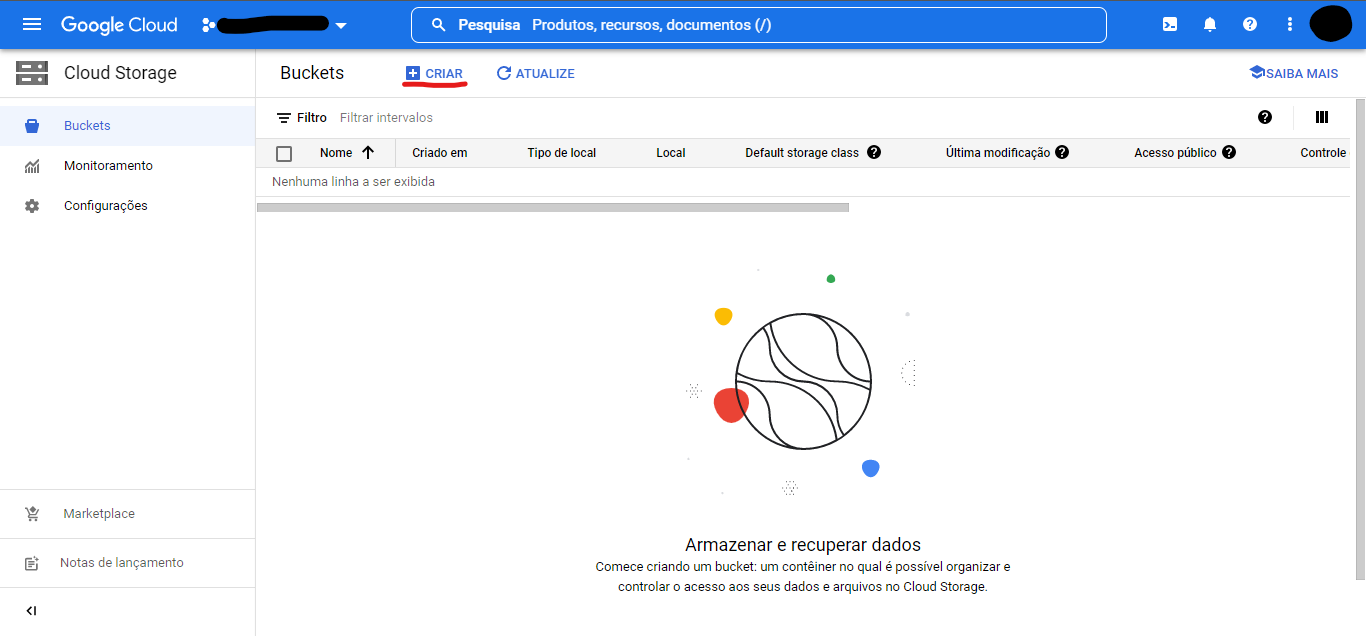 Google Cloud
Pesquisa Produtos, recursos, documentos (/)
Cloud Storage
Buckets
CRIAR
ATUALIZE
SAIBA MAIS
Buckets
Monitoramento
Configurações
Filtro Filtrar intervalos
Nome Criado em Tipo de local Local Default storage class Última modificação Acesso público Controle
Nenhuma linha a ser exibida
Armazenar e recuperar dados
Comece criando um bucket: um contêiner no qual é possível organizar e
controlar o acesso aos seus dados e arquivos no Cloud Storage.
Marketplace
Notas de lançamento